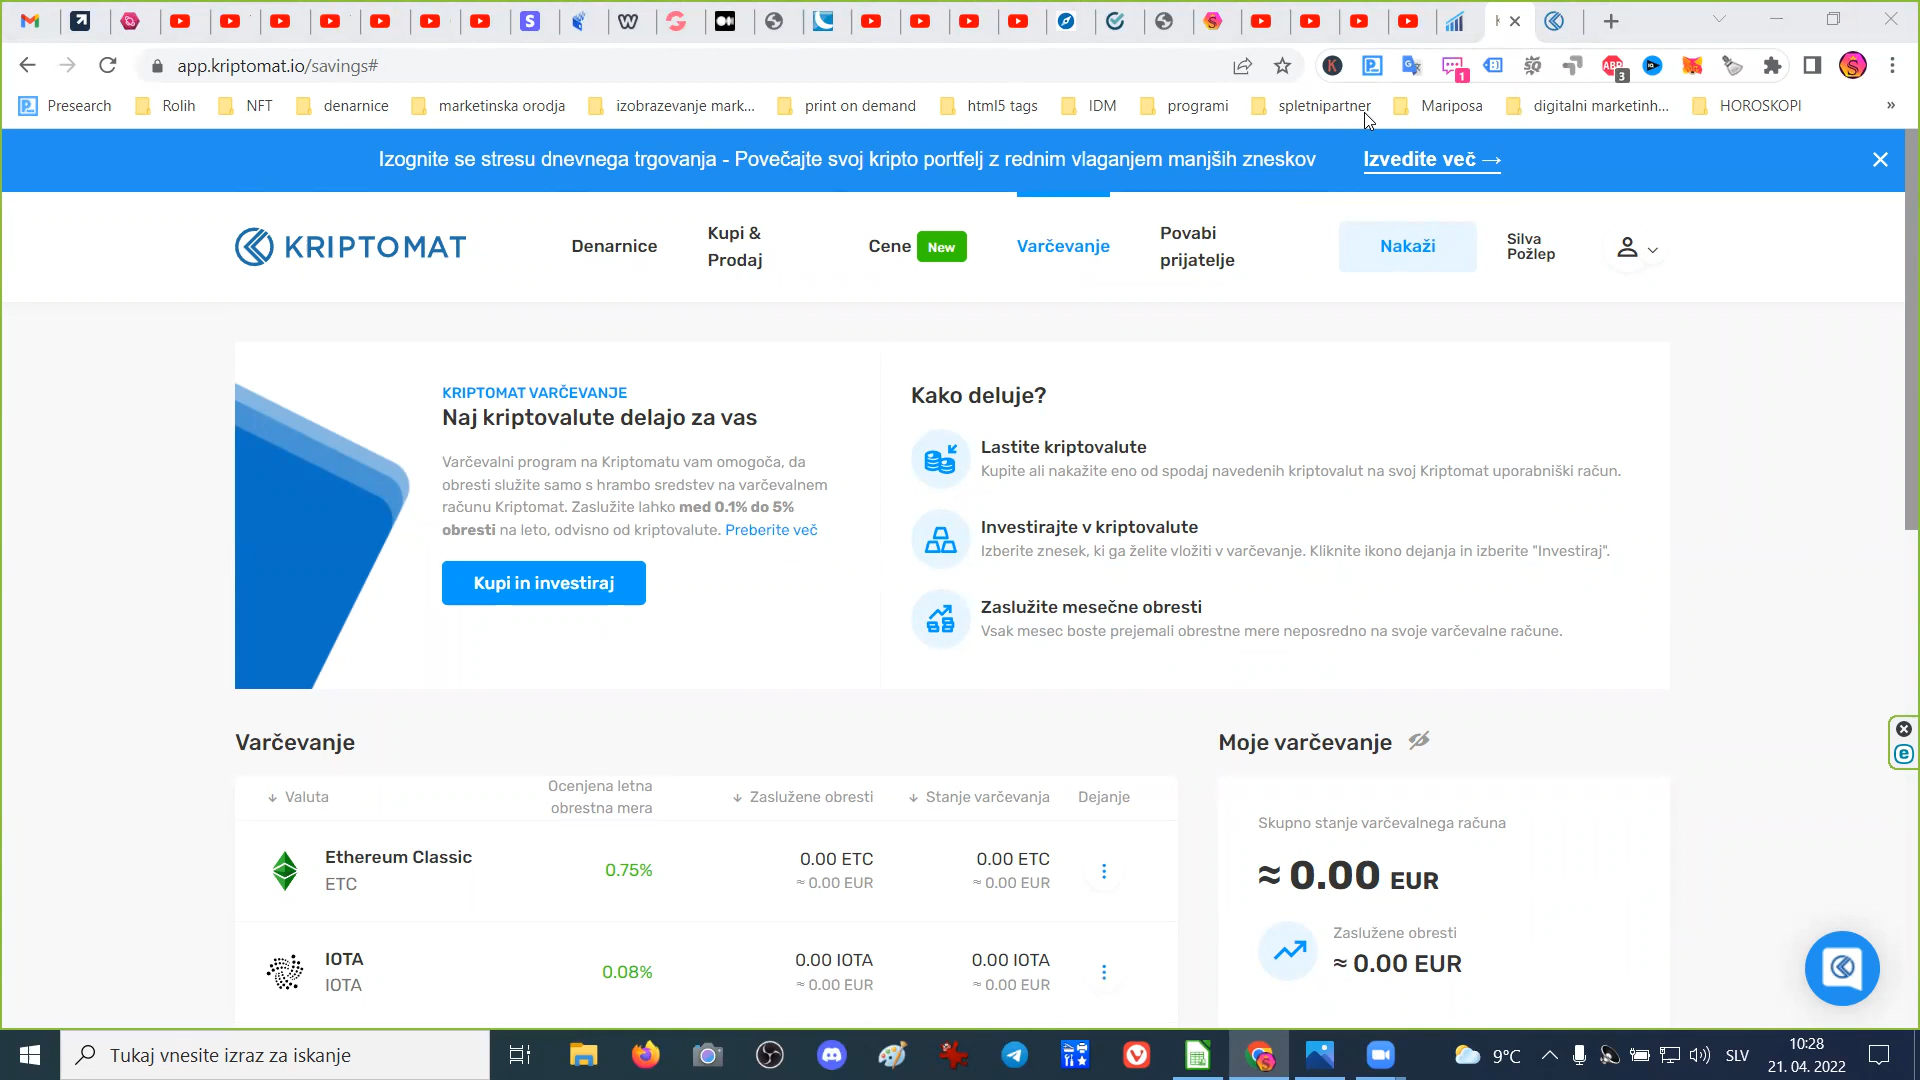 app.kriptomat.io/savings#
1
3
Presearch
Rolih
NFT
denarnice
marketinska orodja
izobrazevanje mark...
print on demand
html5 tags
IDM
programi
spletnipartner
Mariposa
digitalni marketinh...
HOROSKOPI
»
Izognite se stresu dnevnega trgovanja - Povečajte svoj kripto portfelj z rednim vlaganjem manjših zneskov
Izvedite več →
KRIPTOMAT
Denarnice
Kupi &
Prodaj
Cene New
Varčevanje
Povabi
prijatelje
Nakaži
Silva
Požlep
KRIPTOMAT VARČEVANJE
Naj kriptovalute delajo za vas
Varčevalni program na Kriptomatu vam omogoča, da
obresti služite samo s hrambo sredstev na varčevalnem
računu Kriptomat. Zaslužite lahko med 0.1% do 5%
obresti na leto, odvisno od kriptovalute. Preberite več
Kupi in investiraj
Kako deluje?
Lastite kriptovalute
Kupite ali nakažite eno od spodaj navedenih kriptovalut na svoj Kriptomat uporabniški račun.
Investirajte v kriptovalute
Izberite znesek, ki ga želite vložiti v varčevanje. Kliknite ikono dejanja in izberite "Investiraj".
Zaslužite mesečne obresti
Vsak mesec boste prejemali obrestne mere neposredno na svoje varčevalne račune.
Varčevanje
↓ Valuta
Ocenjena letna
obrestna mera
↓ Zaslužene obresti
↓ Stanje varčevanja
Dejanje
Ethereum Classic
ETC
0.75%
0.00 ETC
≈ 0.00 EUR
0.00 ETC
≈ 0.00 EUR
IOTA
IOTA
0.08%
0.00 IOTA
≈ 0.00 EUR
0.00 IOTA
≈ 0.00 EUR
Moje varčevanje
Skupno stanje varčevalnega računa
≈ 0.00 EUR
Zaslužene obresti
≈ 0.00 EUR
Tukaj vnesite izraz za iskanje
9°C
SLV
10:28
21. 04. 2022